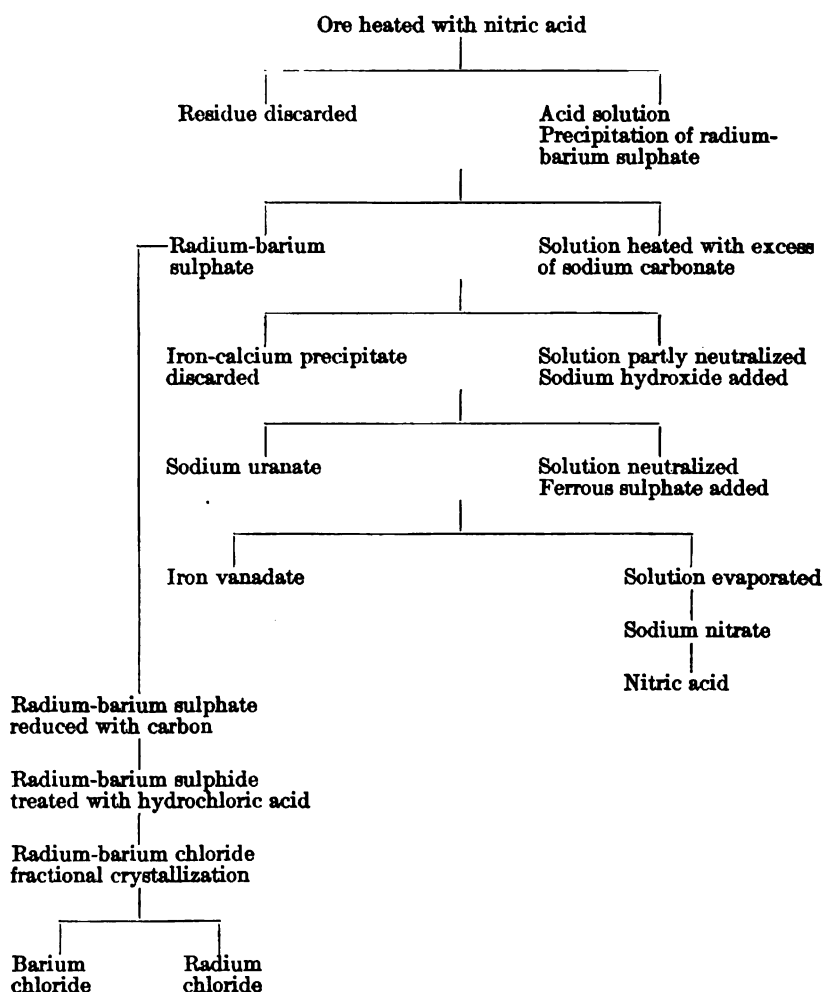 Ore heated with nitric acid
Residue discarded
Acid solution
Precipitation of radium-
barium sulphate
Radium-barium
sulphate
Solution heated with excess
of sodium carbonate
Iron-calcium precipitate
discarded
Solution partly neutralized
Sodium hydroxide added
Sodium uranate
Solution neutralized
Ferrous sulphate added
Iron vanadate
Solution evaporated
Sodium nitrate
Nitric acid
Radium-barium sulphate
reduced with carbon
Radium-barium sulphide
treated with hydrochloric acid
Radium-barium chloride
fractional crystallization
Barium
chloride
Radium
chloride